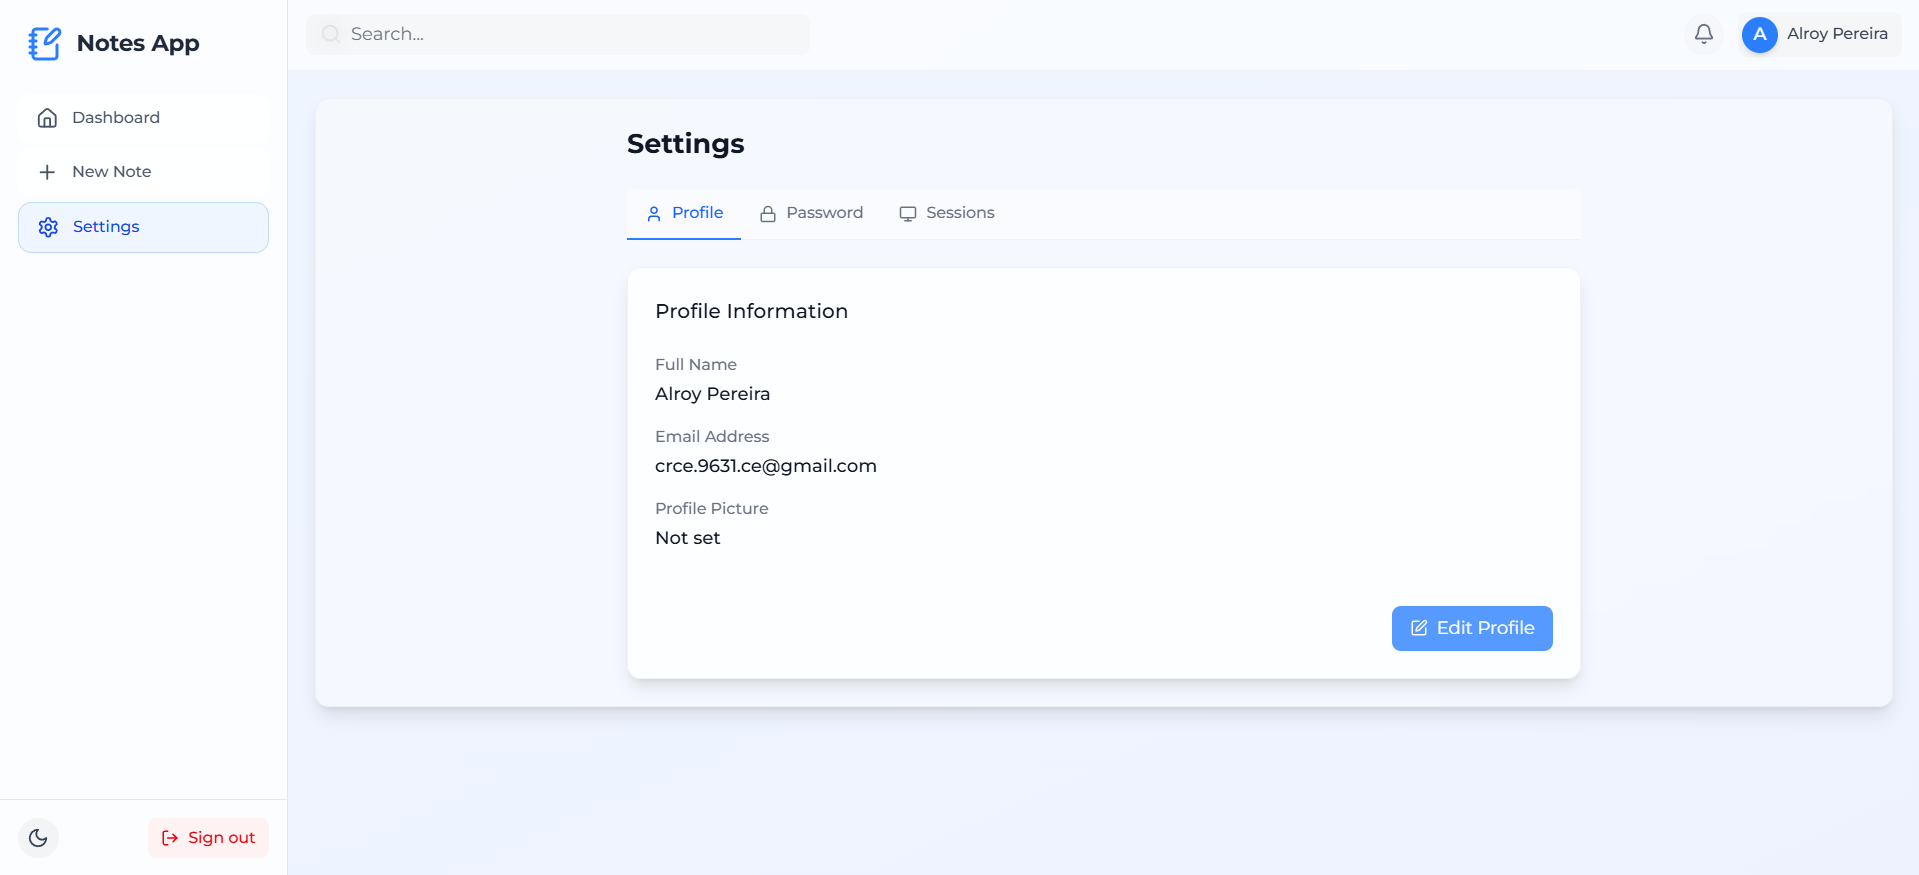 Notes App
Dashboard
New Note
Settings
Sign out
Search...
A
Alroy Pereira
Settings
Profile
Password
Sessions
Profile Information
Full Name
Alroy Pereira
Email Address
crce.9631.ce@gmail.com
Profile Picture
Not set
Edit Profile